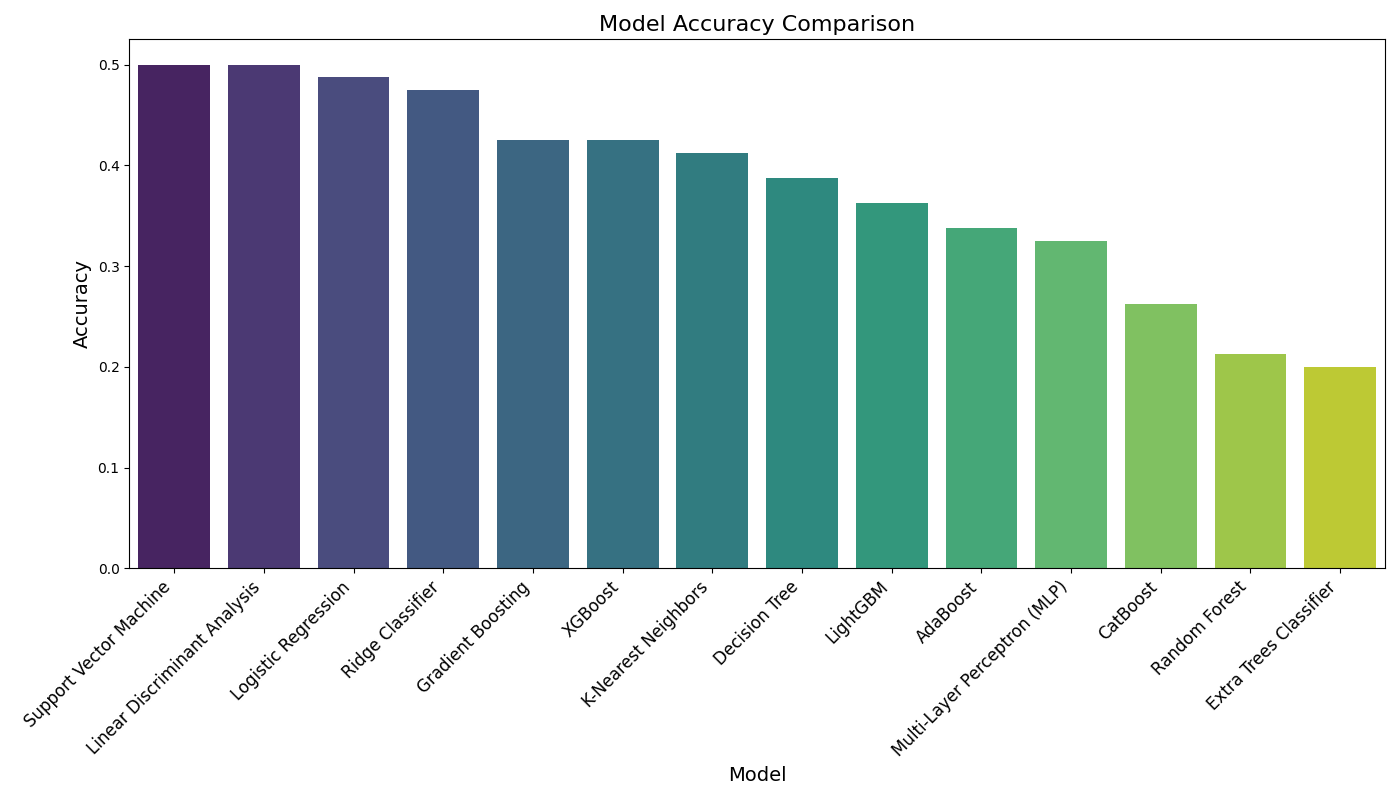 Model Accuracy Comparison
Accuracy
0.5
0.4
0.3
0.2
0.1
0.0
Support Vector Machine
Linear Discriminant Analysis
Logistic Regression
Ridge Classifier
Gradient Boosting
XGBoost
K-Nearest Neighbors
Decision Tree
LightGBM
AdaBoost
Multi-Layer Perceptron (MLP)
CatBoost
Random Forest
Extra Trees Classifier
Model